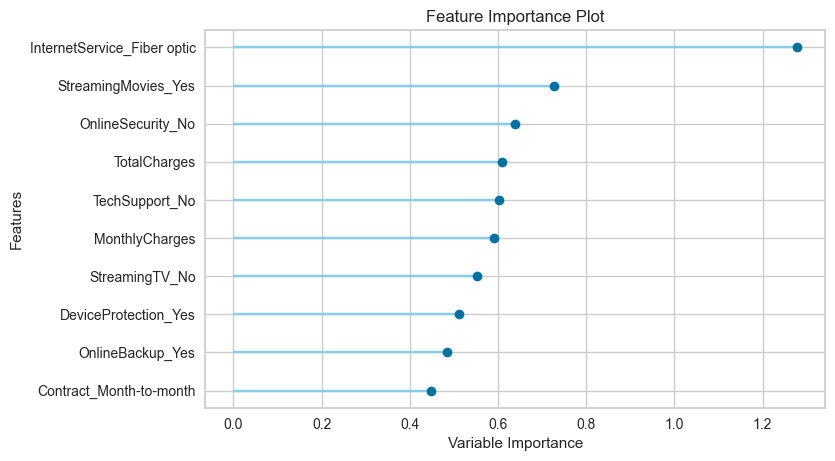 Feature Importance Plot
Features
InternetService_Fiber optic
StreamingMovies_Yes
OnlineSecurity_No
TotalCharges
TechSupport_No
MonthlyCharges
StreamingTV_No
DeviceProtection_Yes
OnlineBackup_Yes
Contract_Month-to-month
0.0 0.2 0.4 0.6 0.8 1.0 1.2
Variable Importance